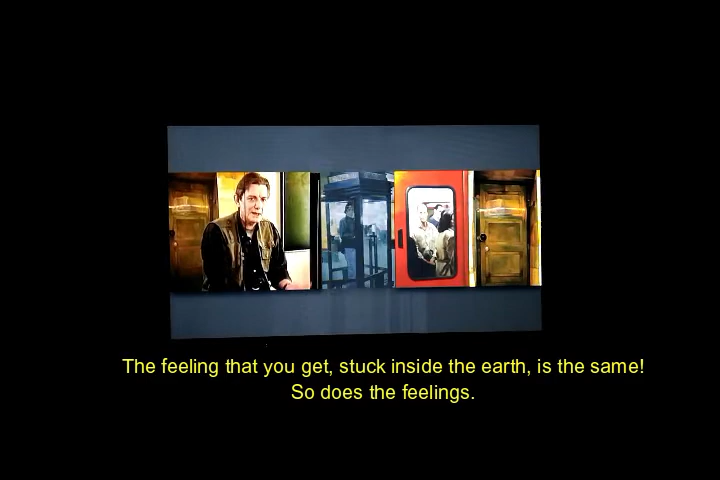 The feeling that you get, stuck inside the earth, is the same!
So does the feelings.